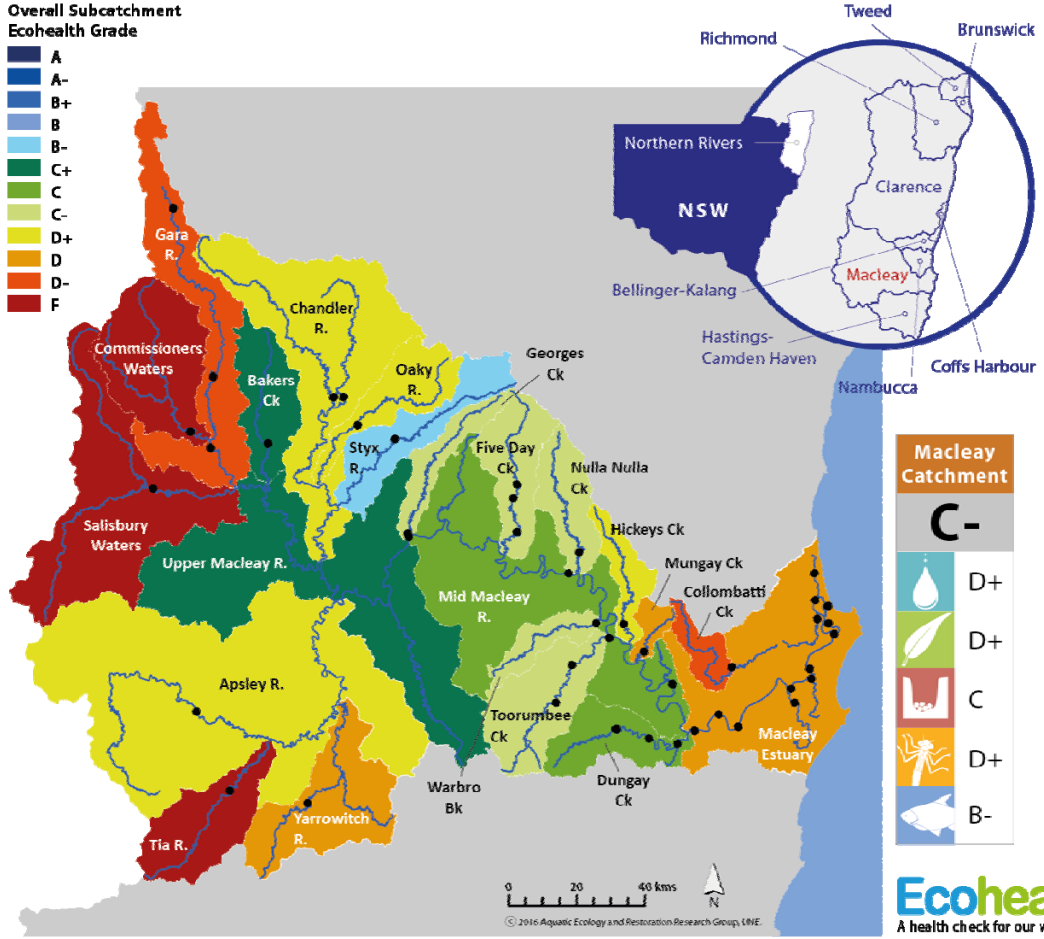 Overall Subcatchment
Ecohealth Grade
A
A-
B+
B
B-
C+
C
C-
D+
D
D-
F
Tweed
Brunswick
Richmond
Northern Rivers
NSW
Clarence
Macleay
Bellinger-Kalang
Hastings-
Camden Haven
Coffs Harbour
Nambucca
Gara
R.
Chandler
R.
Commissioners
Waters
Bakers
Ck
Oaky
R.
Georges
Ck
Styx
R.
Five Day
Ck
Nulla Nulla
Ck
Salisbury
Waters
Hickeys Ck
Upper Macleay R.
Mungay Ck
Collombatti
Ck
Mid Macleay
R.
Apsley R.
Toorumbee
Ck
Macleay
Estuary
Warbro
Bk
Dungay
Ck
Tia R.
Yarrowitch
R.
Macleay
Catchment
C-
D+
D+
C
D+
B-
0 20 40 kms
N
© 2016 Aquatic Ecology and Restoration Research Group, UNE.
Ecohea
A health check for our w